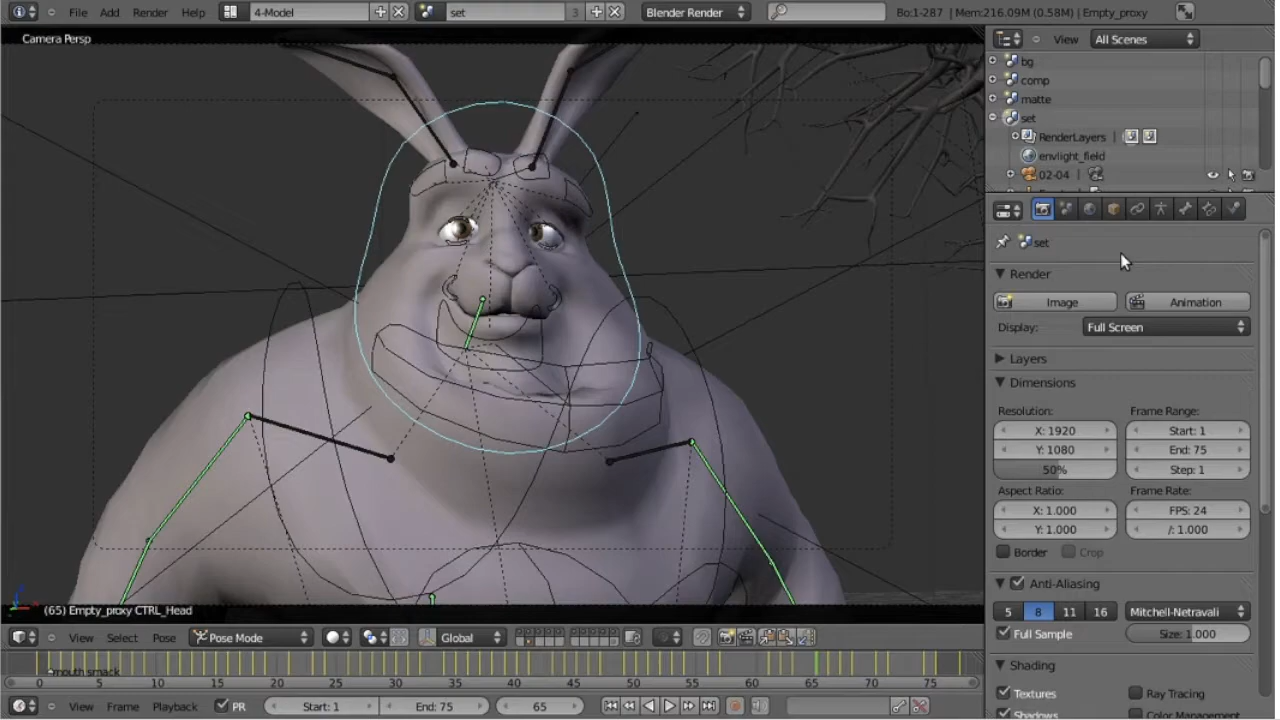 File Add Render Help 4-Model set 3 Blender Render Bo:1-287 | Mem:216.09M (0.58M) | Empty_proxy
Camera Persp
View All Scenes
bg
comp
matte
set
RenderLayers |
envlight_field
02-04 |
set
Render
Image Animation
Display: Full Screen
Layers
Dimensions
Resolution: Frame Range:
X: 1920 Start: 1
Y: 1080 End: 75
50% Step: 1
Aspect Ratio: Frame Rate:
X: 1.000 FPS: 24
Y: 1.000 /: 1.000
Border Crop
Anti-Aliasing
5 8 11 16 Mitchell-Netravali
Full Sample Size: 1.000
Shading
Textures Ray Tracing
Shadows Color Management
(65) Empty_proxy CTRL_Head
View Select Pose Pose Mode Global
mouth smack
0 5 10 15 20 25 30 35 40 45 50 55 60 65 70 75
View Frame Playback PR Start: 1 End: 75 65